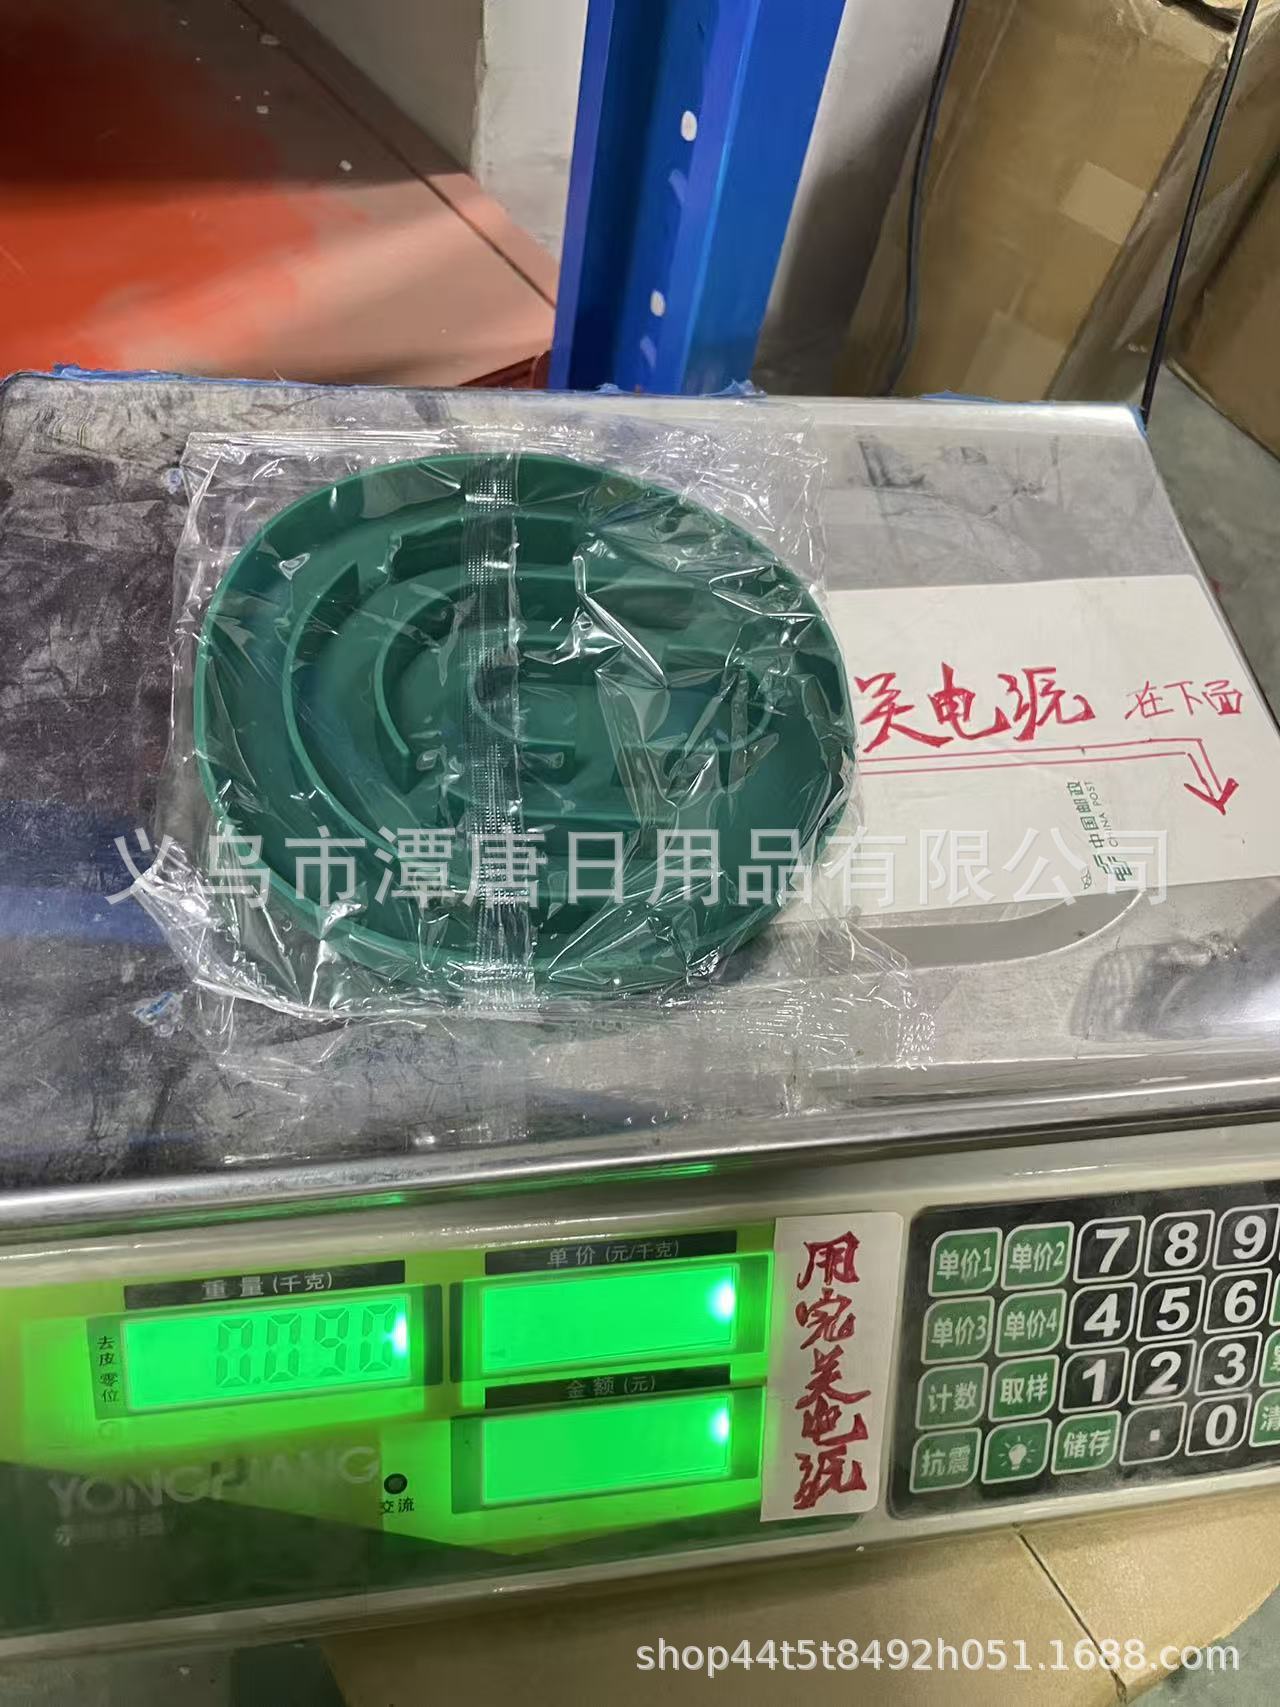 关电源 在下面
中国邮政
CHINA POST
义乌市潭唐日用品有限公司
重量(千克)
单价(元/千克)
去皮 零位
0.090
金额(元)
YONGXIANG
交流
用完关电源
单价1 单价2 7 8 9
单价3 单价4 4 5 6
计数 取样 1 2 3
抗震 储存 . 0 清
shop44t5t8492h051.1688.com